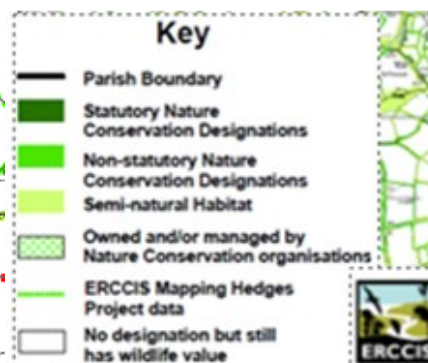 Key
Parish Boundary
Statutory Nature
Conservation Designations
Non-statutory Nature
Conservation Designations
Semi-natural Habitat
Owned and/or managed by
Nature Conservation organisations
ERCCIS Mapping Hedges
Project data
No designation but still
has wildlife value
ERCCIS